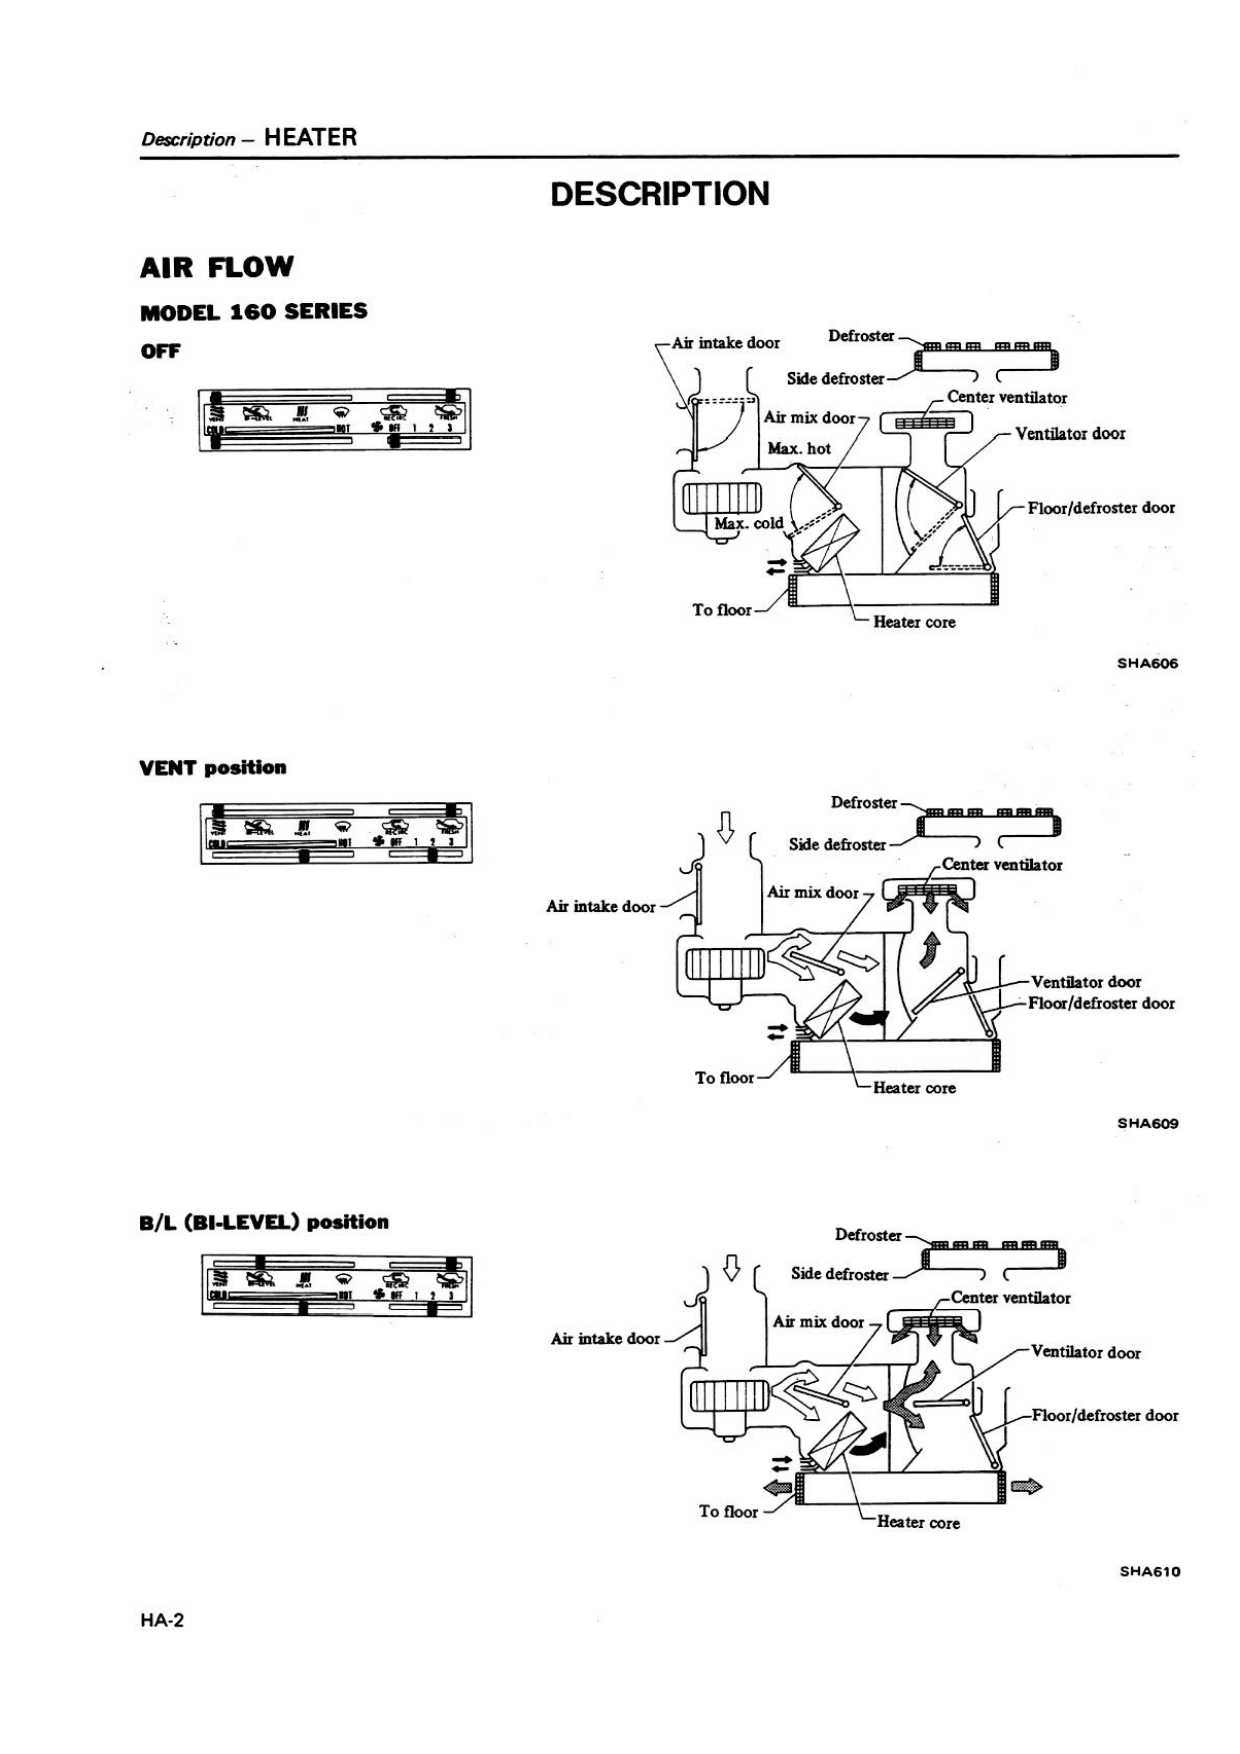 Description — HEATER
DESCRIPTION
AIR FLOW
MODEL 160 SERIES
OFF
VENT
BI-LEVEL
HEAT
RECIRC
FRESH
COLD
HOT
OFF 1 2 3
Air intake door
Defroster
Side defroster
Center ventilator
Air mix door
Ventilator door
Max. hot
Floor/defroster door
Max. cold
To floor
Heater core
SHA606
VENT position
VENT
BI-LEVEL
HEAT
RECIRC
FRESH
COLD
HOT
OFF 1 2 3
Defroster
Side defroster
Center ventilator
Air mix door
Air intake door
Ventilator door
Floor/defroster door
To floor
Heater core
SHA609
B/L (BI-LEVEL) position
VENT
BI-LEVEL
HEAT
RECIRC
FRESH
COLD
HOT
OFF 1 2 3
Defroster
Side defroster
Center ventilator
Air mix door
Air intake door
Ventilator door
Floor/defroster door
To floor
Heater core
SHA610
HA-2